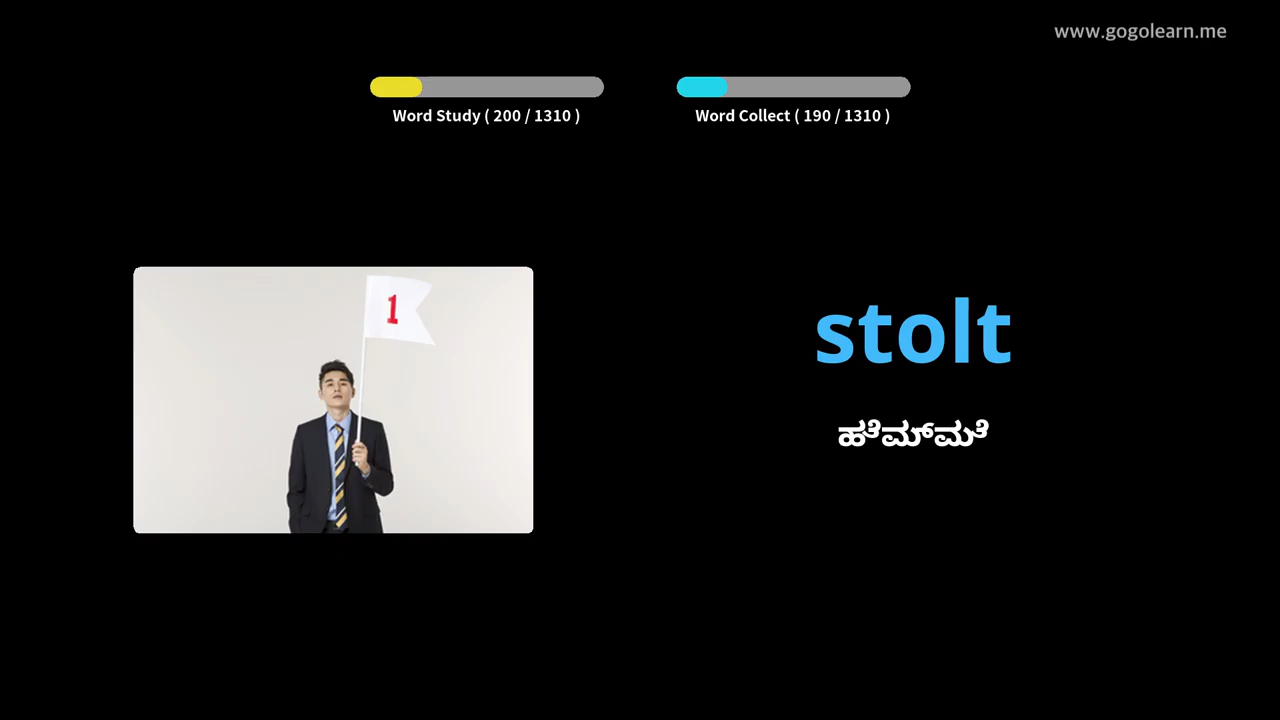 www.gogolearn.me
Word Study ( 200 / 1310 )
Word Collect ( 190 / 1310 )
1
stolt
ಹೆಮ್ಮೆ